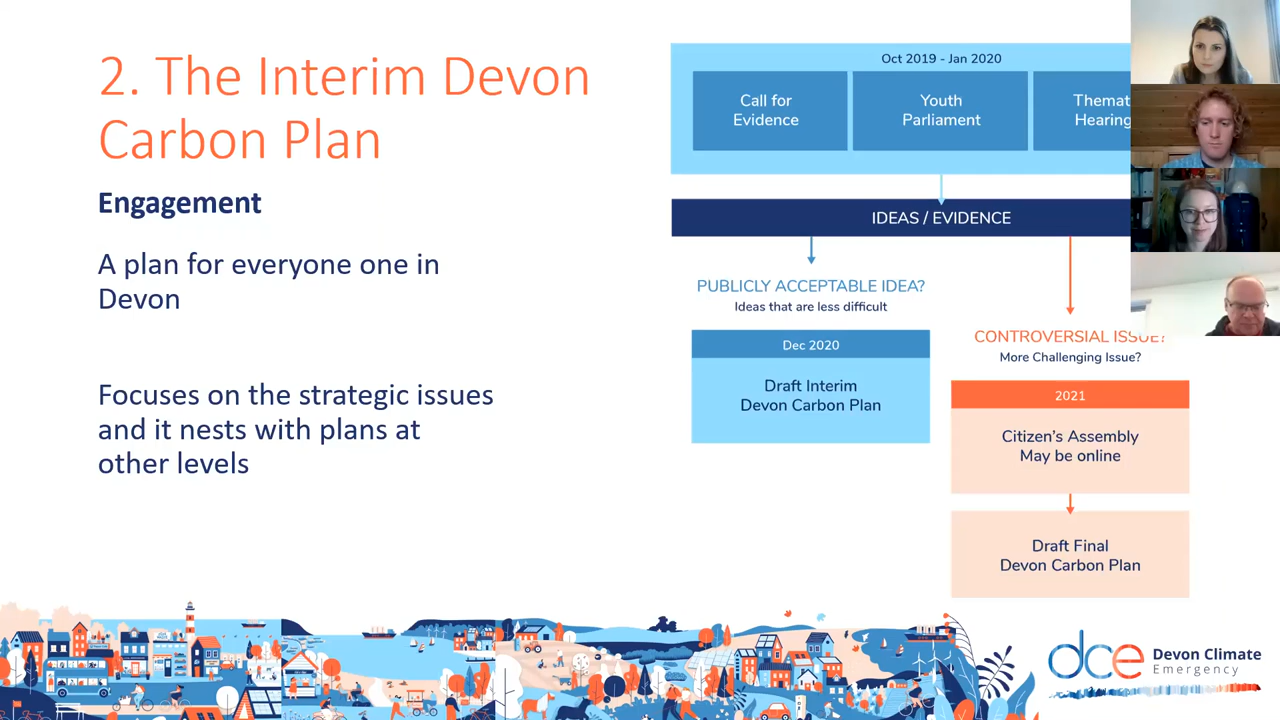 2. The Interim Devon
Carbon Plan
Engagement
A plan for everyone one in
Devon
Focuses on the strategic issues
and it nests with plans at
other levels
Oct 2019 - Jan 2020
Call for
Evidence
Youth
Parliament
IDEAS / EVIDENCE
PUBLICLY ACCEPTABLE IDEA?
Ideas that are less difficult
Dec 2020
Draft Interim
Devon Carbon Plan
CONTROVERSIAL ISSUE?
More Challenging Issue?
2021
Citizen's Assembly
May be online
Draft Final
Devon Carbon Plan
dce Devon Climate
Emergency